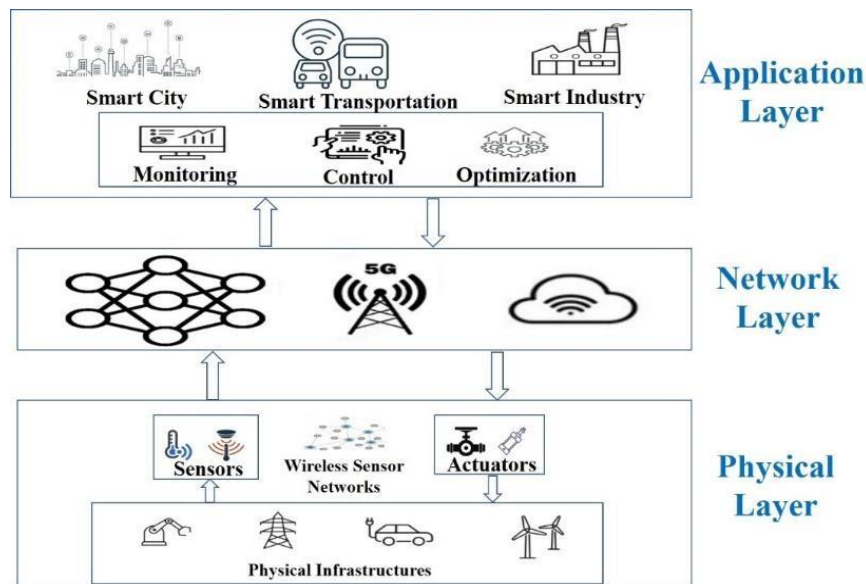 Smart City
Smart Transportation
Smart Industry
Application
Layer
Monitoring
Control
Optimization
5G
Network
Layer
Sensors
Wireless Sensor
Networks
Actuators
Physical
Layer
Physical Infrastructures